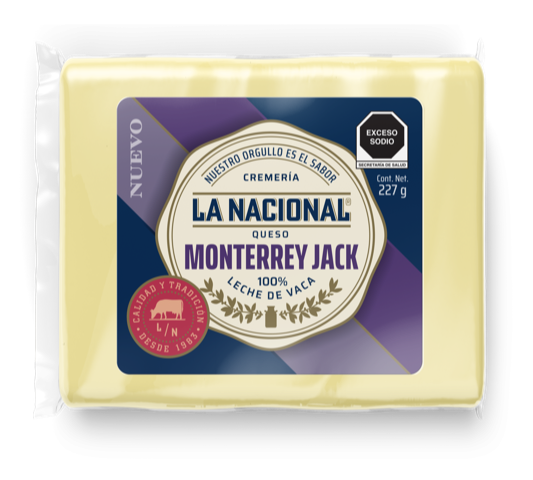 NUEVO
NUESTRO ORGULLO ES EL SABOR
CREMERÍA
LA NACIONAL®
QUESO
MONTERREY JACK
100%
LECHE DE VACA
EXCESO
SODIO
SECRETARÍA DE SALUD
Cont. Net.
227 g
CALIDAD Y TRADICIÓN
L/N
• DESDE 1983 •